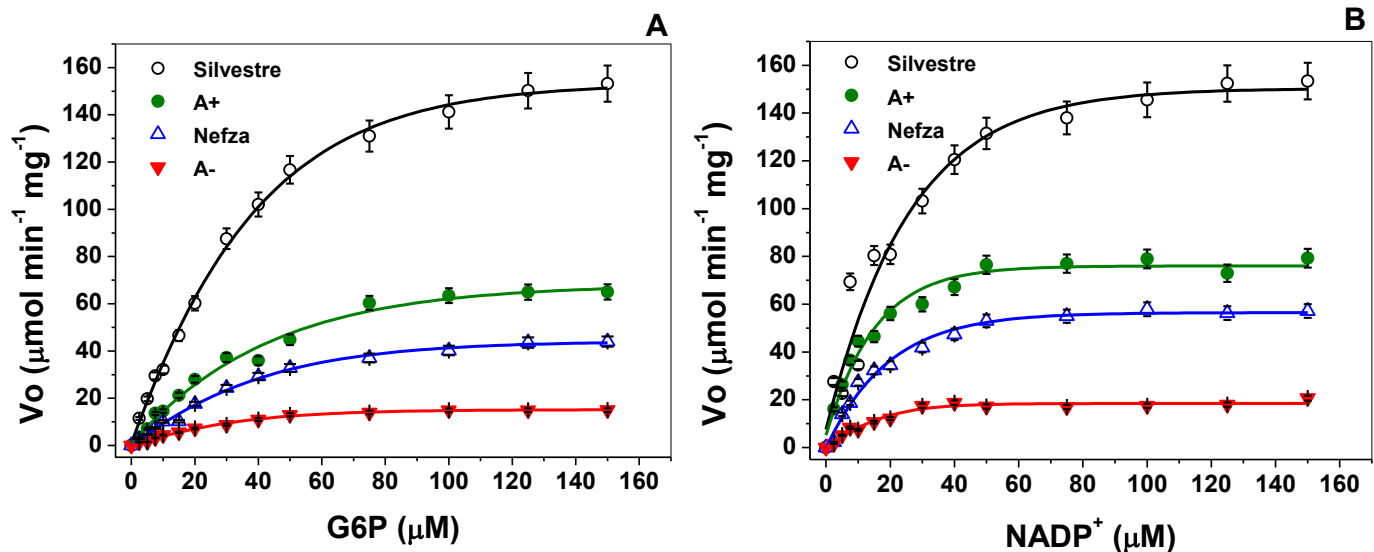 A
Silvestre
A+
Nefza
A-
Vo (μmol min⁻¹ mg⁻¹)
160
140
120
100
80
60
40
20
0
0 20 40 60 80 100 120 140 160
G6P (μM)
B
Silvestre
A+
Nefza
A-
Vo (μmol min⁻¹ mg⁻¹)
160
140
120
100
80
60
40
20
0
0 20 40 60 80 100 120 140 160
NADP⁺ (μM)